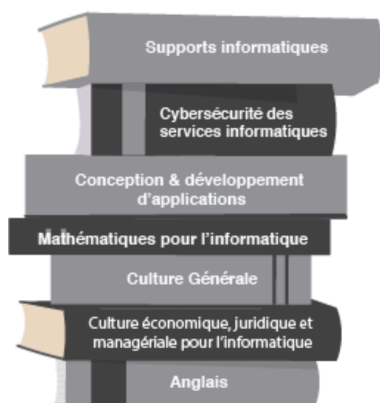 Supports informatiques
Cybersécurité des
services informatiques
Conception & développement
d'applications
Mathématiques pour l'informatique
Culture Générale
Culture économique, juridique et
managériale pour l'informatique
Anglais